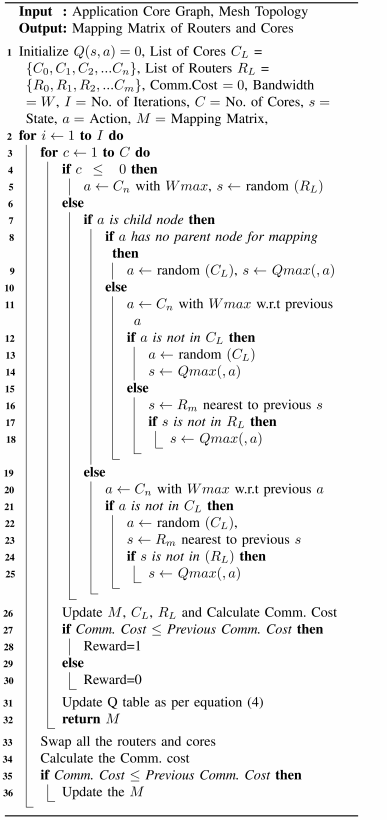 Input : Application Core Graph, Mesh Topology
Output: Mapping Matrix of Routers and Cores
1 Initialize Q(s, a) = 0, List of Cores C_L =
{C_0, C_1, C_2, ...C_n}, List of Routers R_L =
{R_0, R_1, R_2, ...C_m}, Comm.Cost = 0, Bandwidth
= W, I = No. of Iterations, C = No. of Cores, s =
State, a = Action, M = Mapping Matrix,
2 for i ← 1 to I do
3 for c ← 1 to C do
4 if c ≤ 0 then
5 a ← C_n with Wmax, s ← random (R_L)
6 else
7 if a is child node then
8 if a has no parent node for mapping
then
9 a ← random (C_L), s ← Qmax(, a)
10 else
11 a ← C_n with Wmax w.r.t previous
a
12 if a is not in C_L then
13 a ← random (C_L)
14 s ← Qmax(, a)
15 else
16 s ← R_m nearest to previous s
17 if s is not in R_L then
18 s ← Qmax(, a)
19 else
20 a ← C_n with Wmax w.r.t previous a
21 if a is not in C_L then
22 a ← random (C_L),
23 s ← R_m nearest to previous s
24 if s is not in (R_L) then
25 s ← Qmax(, a)
26 Update M, C_L, R_L and Calculate Comm. Cost
27 if Comm. Cost ≤ Previous Comm. Cost then
28 Reward=1
29 else
30 Reward=0
31 Update Q table as per equation (4)
32 return M
33 Swap all the routers and cores
34 Calculate the Comm. cost
35 if Comm. Cost ≤ Previous Comm. Cost then
36 Update the M